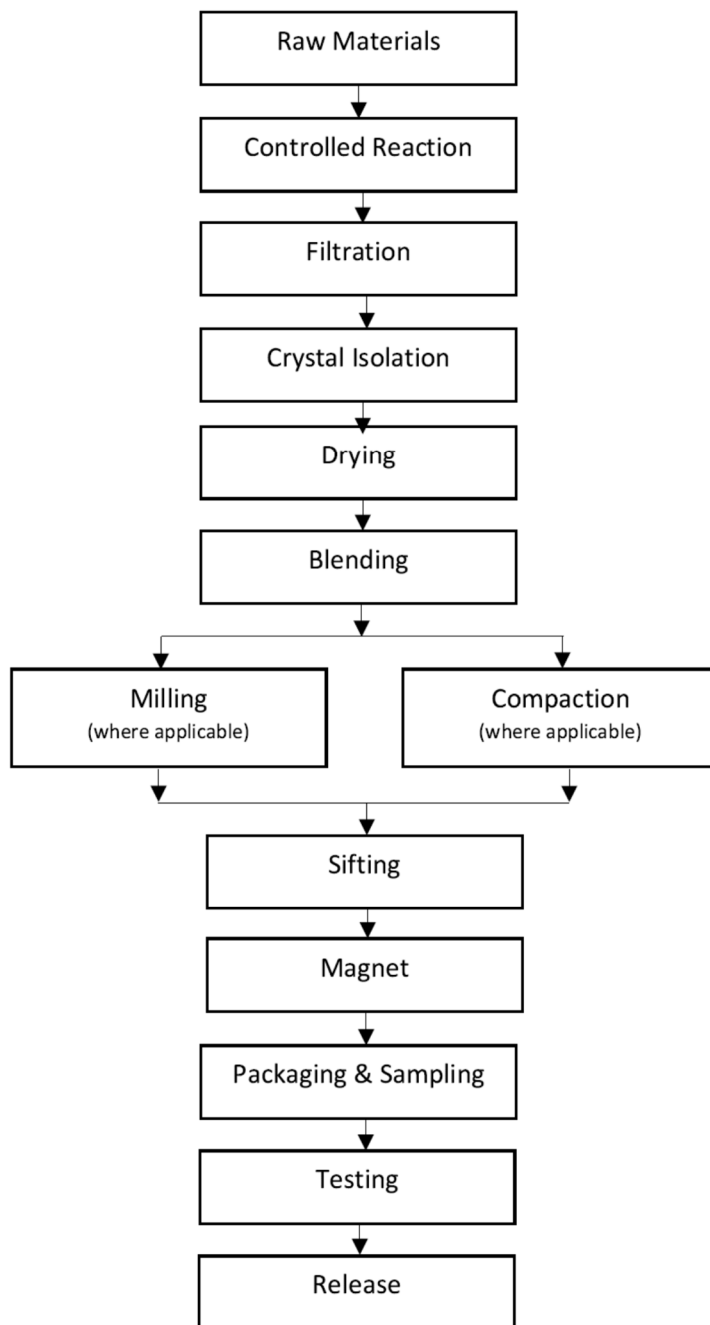 Raw Materials
Controlled Reaction
Filtration
Crystal Isolation
Drying
Blending
Milling
(where applicable)
Compaction
(where applicable)
Sifting
Magnet
Packaging & Sampling
Testing
Release